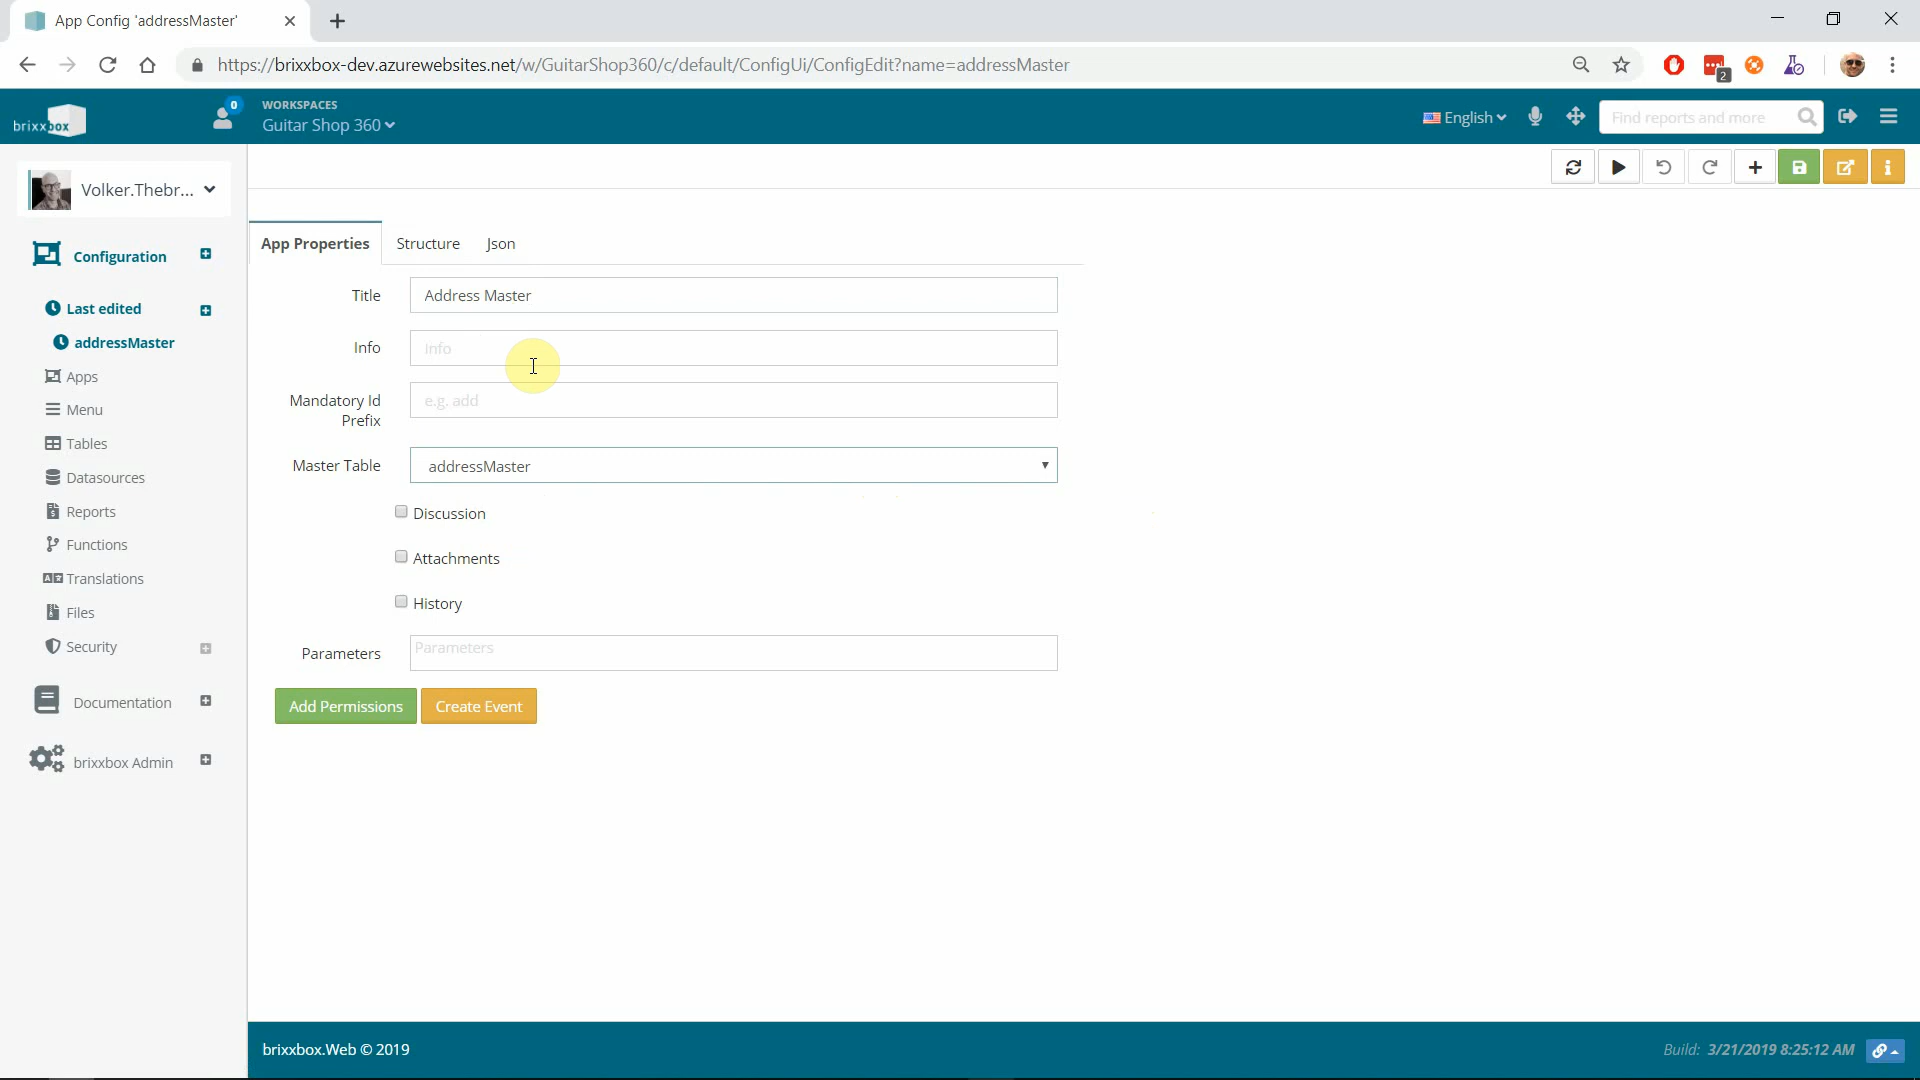 App Config 'addressMaster'
https://brixxbox-dev.azurewebsites.net/w/GuitarShop360/c/default/ConfigUi/ConfigEdit?name=addressMaster
2
brixxbox
0
WORKSPACES
Guitar Shop 360
English
Find reports and more
Volker.Thebr...
Configuration
Last edited
addressMaster
Apps
Menu
Tables
Datasources
Reports
Functions
Translations
Files
Security
Documentation
brixxbox Admin
App Properties
Structure
Json
Title
Address Master
Info
Info
Mandatory Id
Prefix
e.g. add
Master Table
addressMaster
Discussion
Attachments
History
Parameters
Parameters
Add Permissions
Create Event
brixxbox.Web © 2019
Build: 3/21/2019 8:25:12 AM